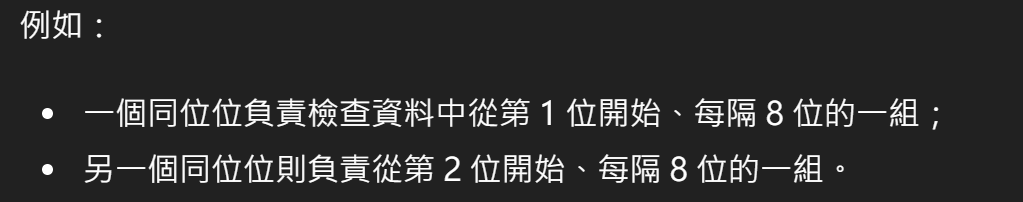 例如：
• 一個同位位負責檢查資料中從第 1 位開始、每隔 8 位的一組；
• 另一個同位位則負責從第 2 位開始、每隔 8 位的一組。